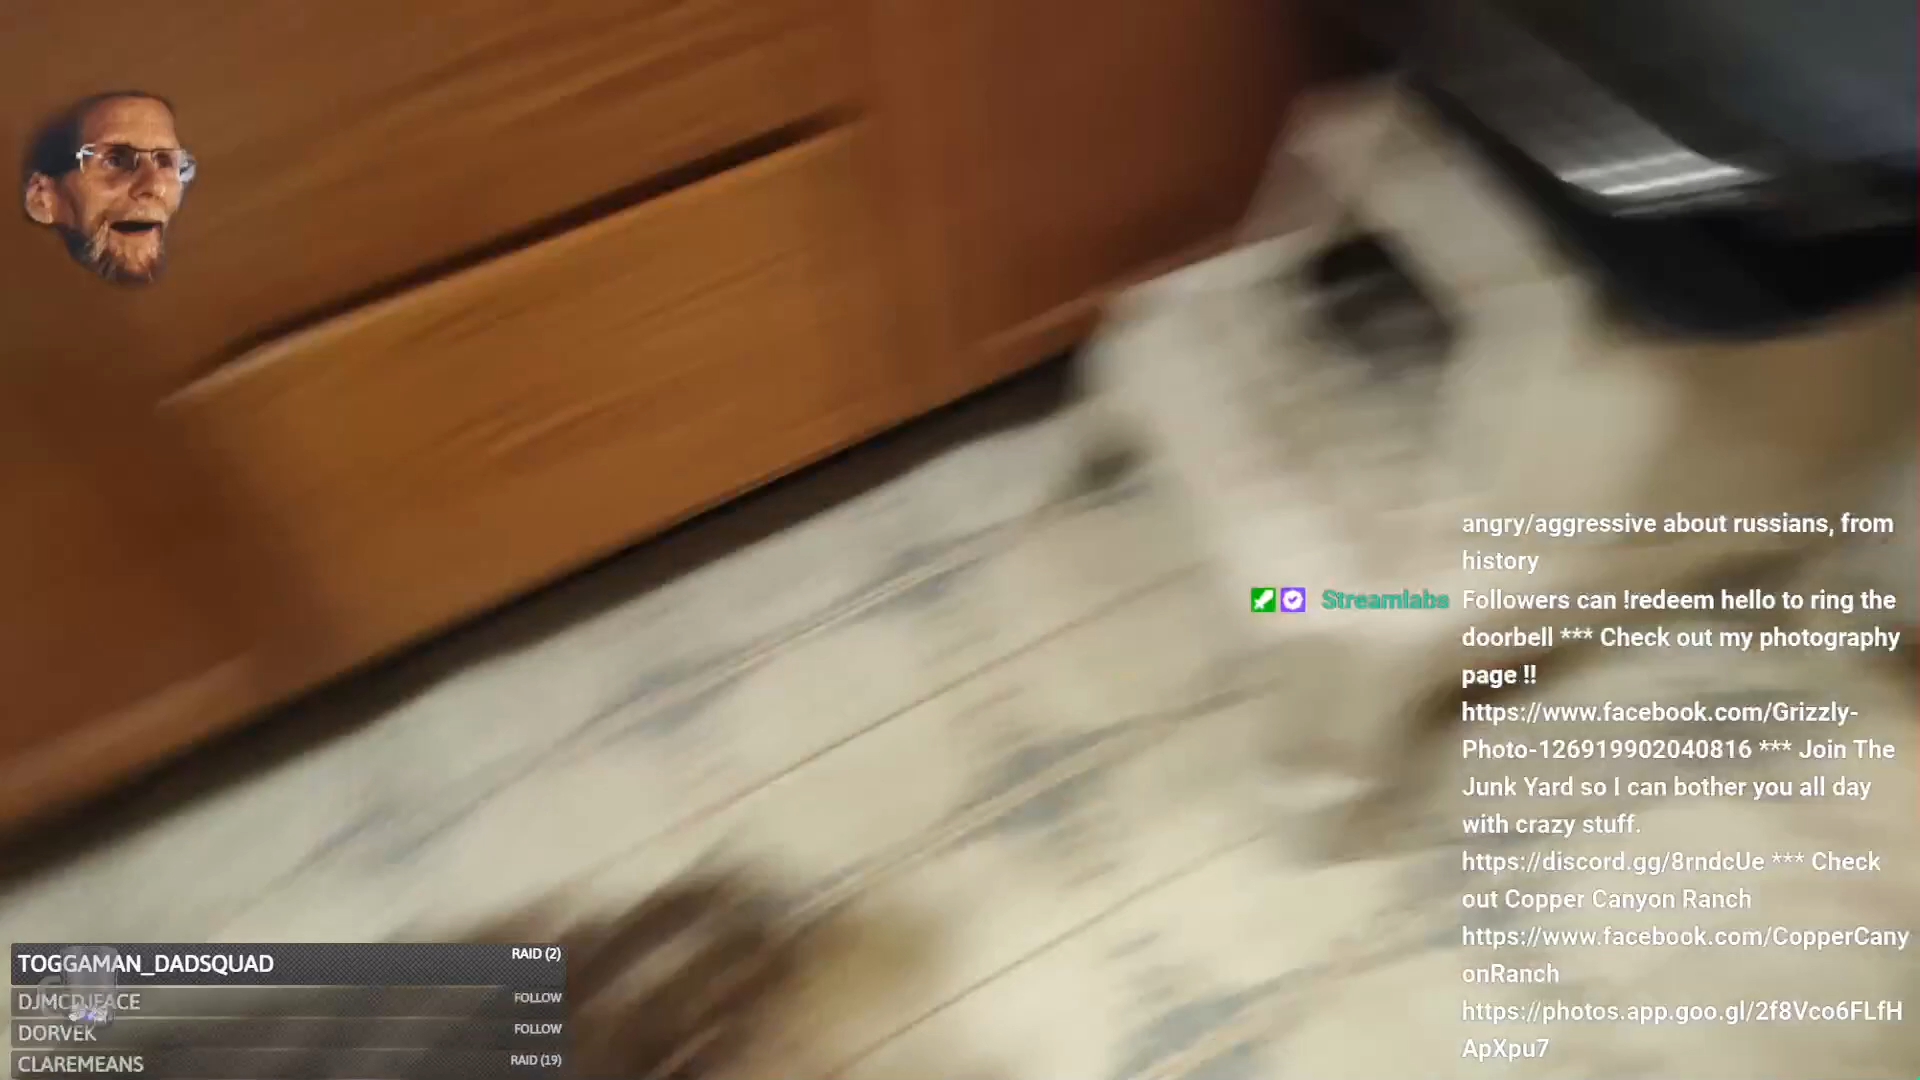 angry/aggressive about russians, from
history
Streamlabs Followers can !redeem hello to ring the
doorbell *** Check out my photography
page !!
https://www.facebook.com/Grizzly-
Photo-126919902040816 *** Join The
Junk Yard so I can bother you all day
with crazy stuff.
https://discord.gg/8rndcUe *** Check
out Copper Canyon Ranch
https://www.facebook.com/CopperCany
onRanch
https://photos.app.goo.gl/2f8Vco6FLfH
ApXpu7
TOGGAMAN_DADSQUAD RAID (2)
DJMCDJFACE FOLLOW
DORVEK FOLLOW
CLAREMEANS RAID (19)